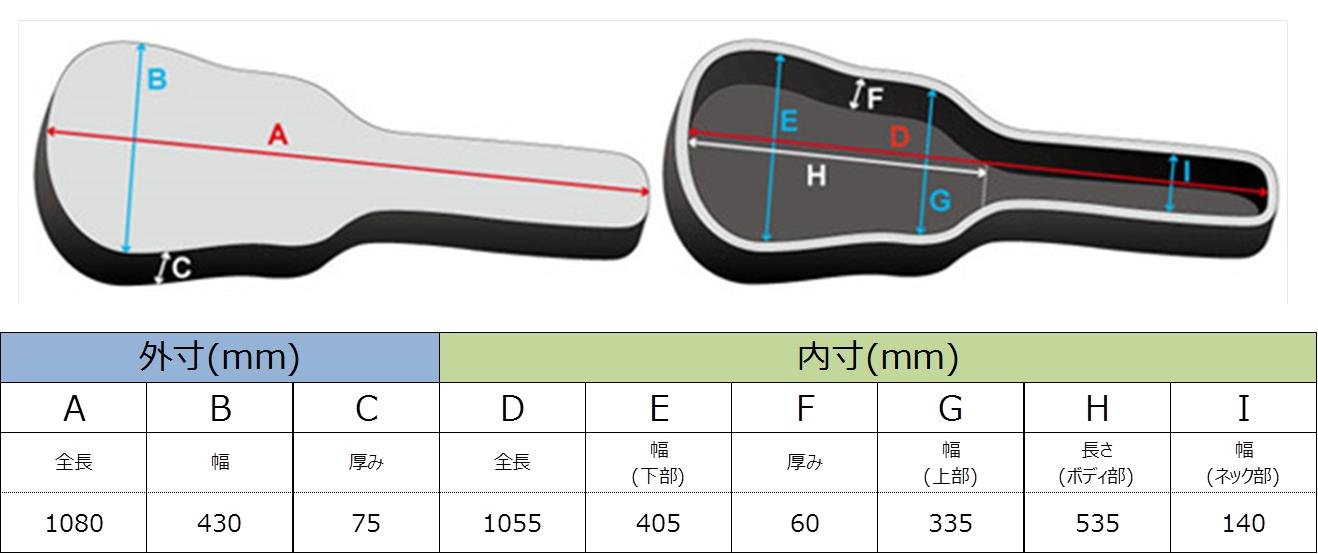 B
A
C
E
F
D
H
G
I
外寸(mm) 内寸(mm)
A B C D E F G H I
全長 幅 厚み 全長 幅 (下部) 厚み 幅 (上部) 長さ (ボディ部) 幅 (ネック部)
1080 430 75 1055 405 60 335 535 140